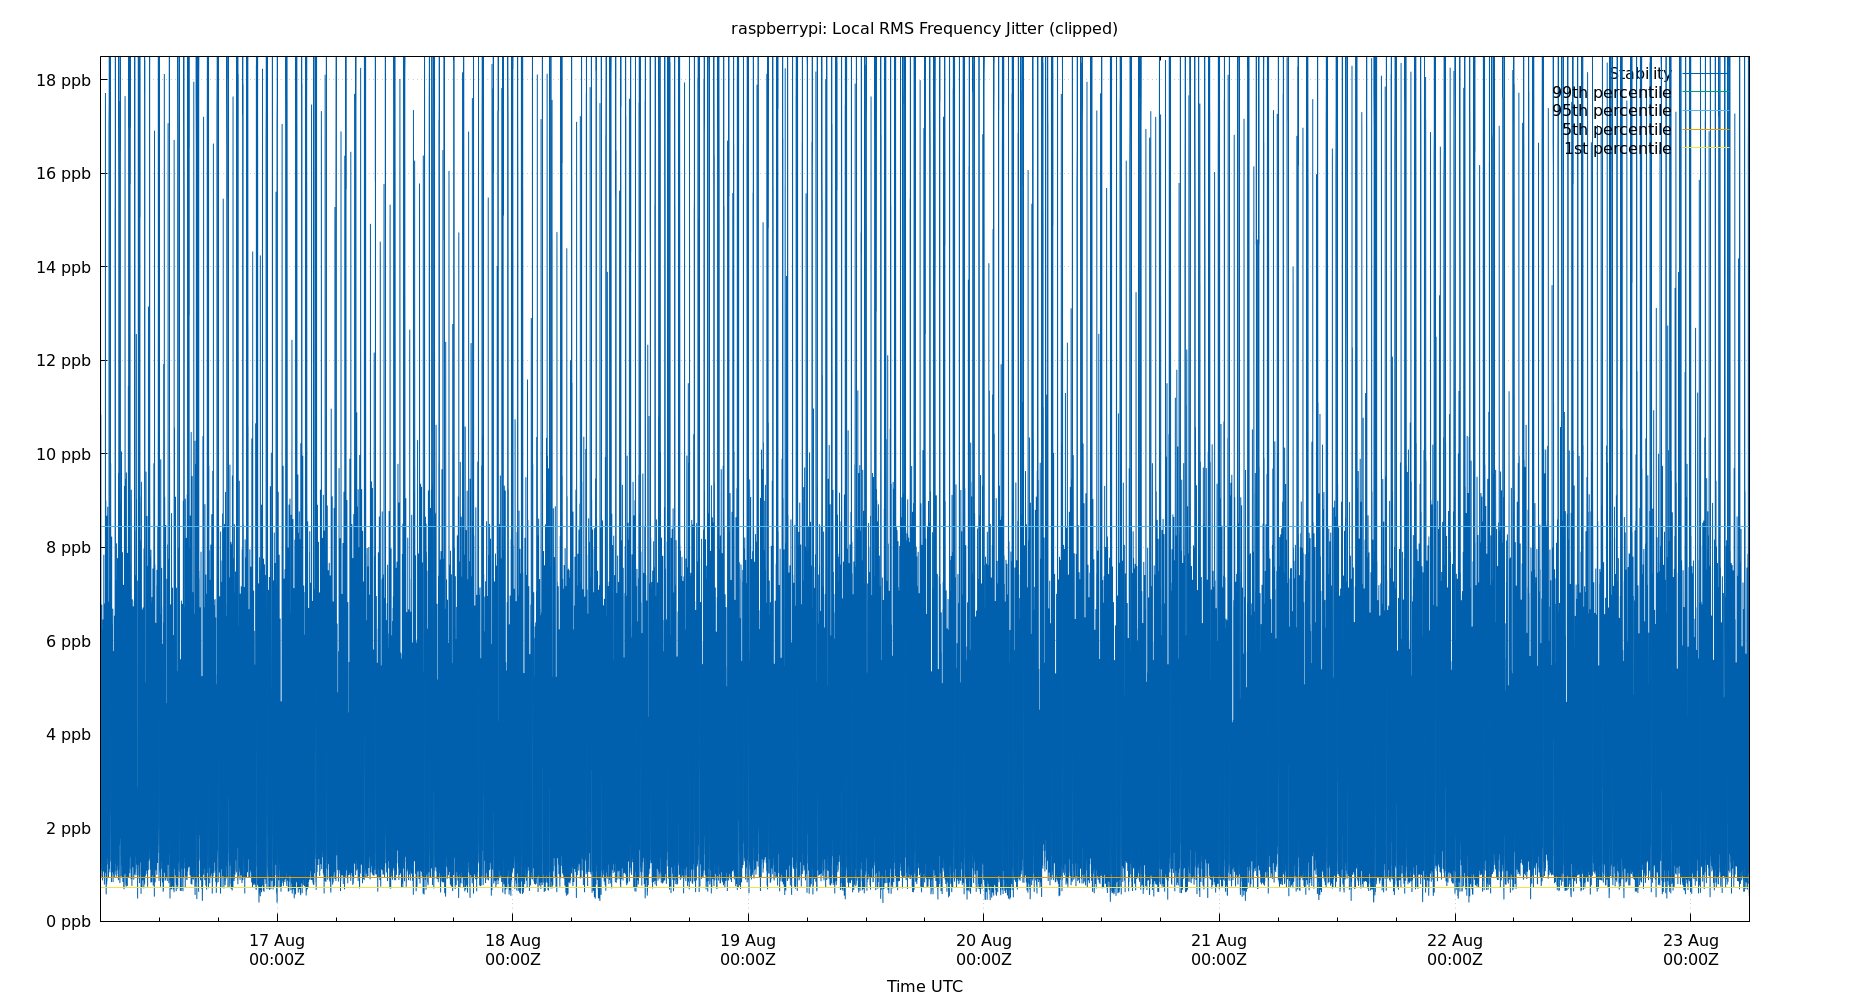 raspberrypi: Local RMS Frequency Jitter (clipped)
18 ppb
16 ppb
14 ppb
12 ppb
10 ppb
8 ppb
6 ppb
4 ppb
2 ppb
0 ppb
Stability
99th percentile
95th percentile
5th percentile
1st percentile
17 Aug
00:00Z
18 Aug
00:00Z
19 Aug
00:00Z
20 Aug
00:00Z
21 Aug
00:00Z
22 Aug
00:00Z
23 Aug
00:00Z
Time UTC